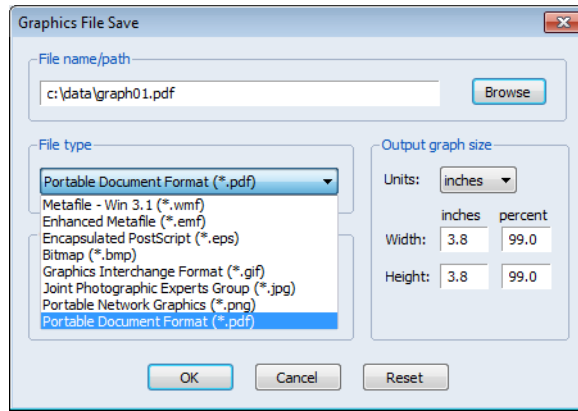 Graphics File Save
File name/path
c:\data\graph01.pdf
Browse
File type
Portable Document Format (*.pdf)
Metafile - Win 3.1 (*.wmf)
Enhanced Metafile (*.emf)
Encapsulated PostScript (*.eps)
Bitmap (*.bmp)
Graphics Interchange Format (*.gif)
Joint Photographic Experts Group (*.jpg)
Portable Network Graphics (*.png)
Portable Document Format (*.pdf)
Output graph size
Units: inches
inches percent
Width: 3.8 99.0
Height: 3.8 99.0
OK Cancel Reset